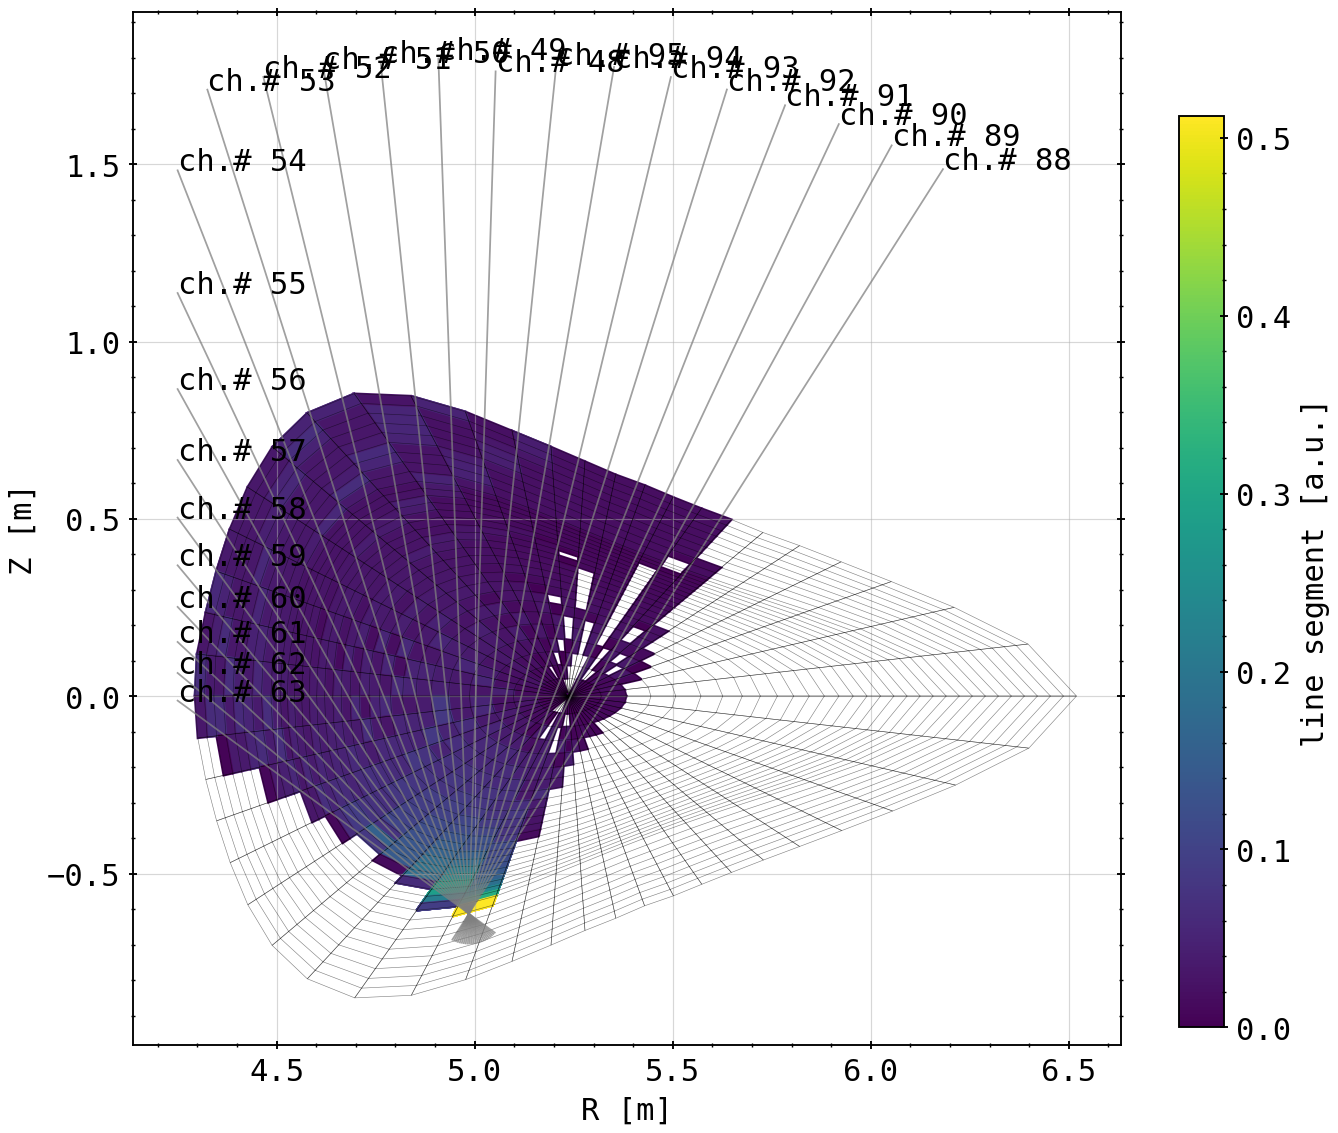 ch.# 49
ch.# 50
ch.# 51
ch.# 52
ch.# 53
ch.# 48
ch.# 95
ch.# 94
ch.# 93
ch.# 92
ch.# 91
ch.# 90
ch.# 89
ch.# 88
ch.# 54
ch.# 55
ch.# 56
ch.# 57
ch.# 58
ch.# 59
ch.# 60
ch.# 61
ch.# 62
ch.# 63
1.5
1.0
0.5
0.0
−0.5
Z [m]
4.5 5.0 5.5 6.0 6.5
R [m]
0.5
0.4
0.3
0.2
0.1
0.0
line segment [a.u.]